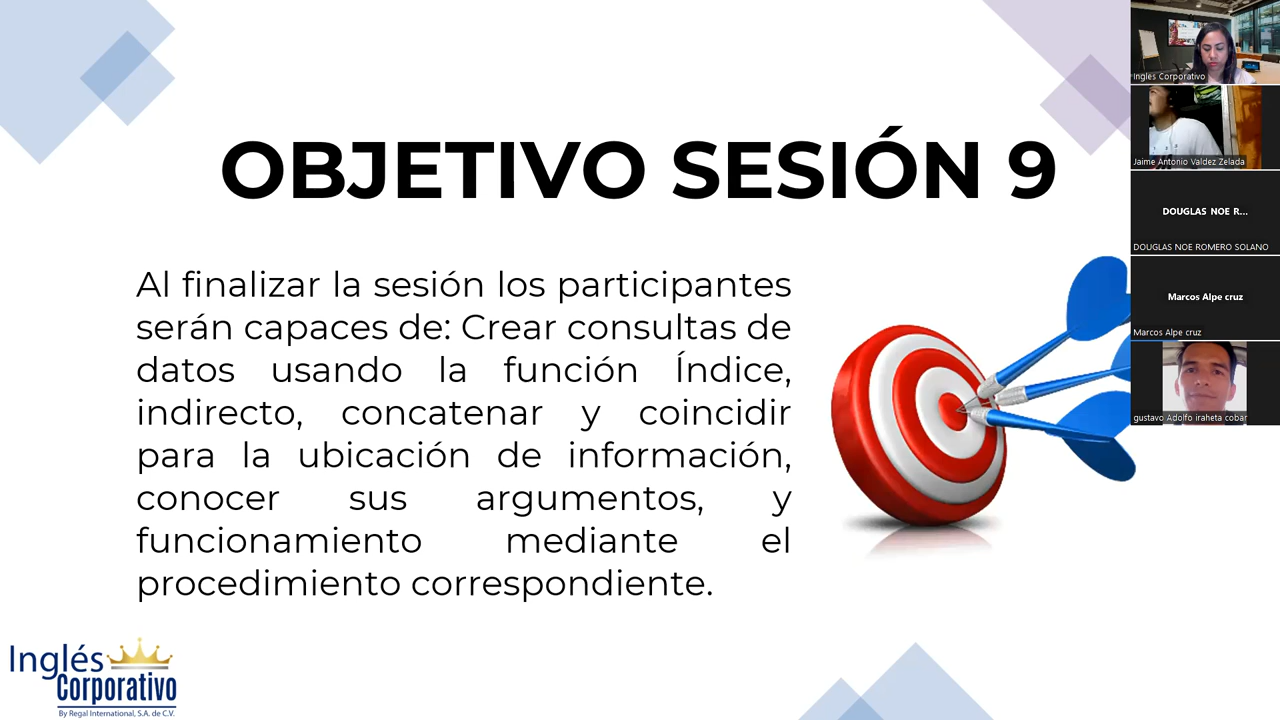 OBJETIVO SESIÓN 9
Al finalizar la sesión los participantes
serán capaces de: Crear consultas de
datos usando la función Índice,
indirecto, concatenar y coincidir
para la ubicación de información,
conocer sus argumentos, y
funcionamiento mediante el
procedimiento correspondiente.
Inglés
Corporativo
By Regal International, S.A. de C.V.
Ingles Corporativo
Jaime Antonio Valdez Zelada
DOUGLAS NOE R...
DOUGLAS NOE ROMERO SOLANO
Marcos Alpe cruz
Marcos Alpe cruz
gustavo Adolfo iraheta cobar